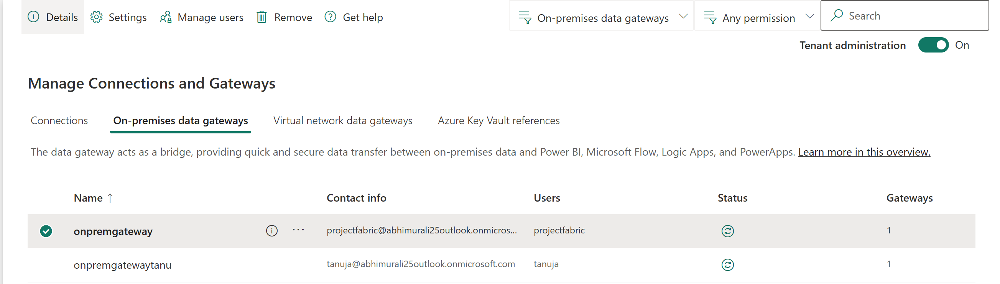 Details Settings Manage users Remove Get help On-premises data gateways Any permission Search
Tenant administration On
Manage Connections and Gateways
Connections On-premises data gateways Virtual network data gateways Azure Key Vault references
The data gateway acts as a bridge, providing quick and secure data transfer between on-premises data and Power BI, Microsoft Flow, Logic Apps, and PowerApps. Learn more in this overview.
Name ↑ Contact info Users Status Gateways
onpremgateway ... projectfabric@abhimurali25outlook.onmicros... projectfabric 1
onpremgatewaytanu tanuja@abhimurali25outlook.onmicrosoft.com tanuja 1